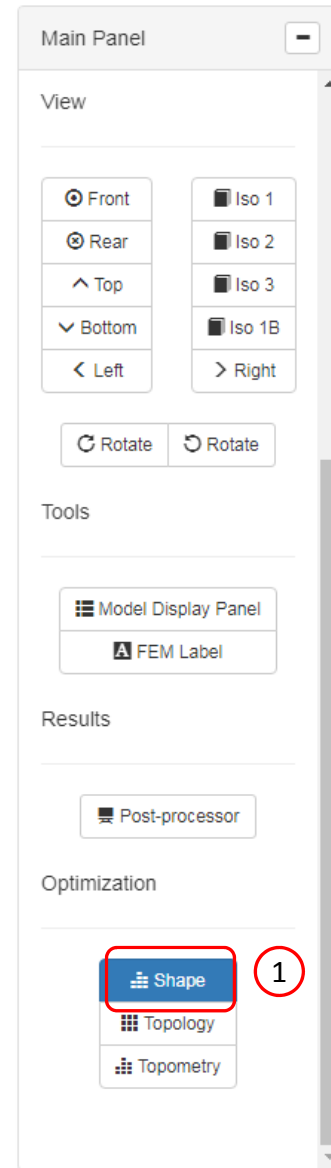 Main Panel
View
Front
Iso 1
Rear
Iso 2
Top
Iso 3
Bottom
Iso 1B
Left
Right
Rotate
Rotate
Tools
Model Display Panel
A FEM Label
Results
Post-processor
Optimization
Shape
1
Topology
Topometry